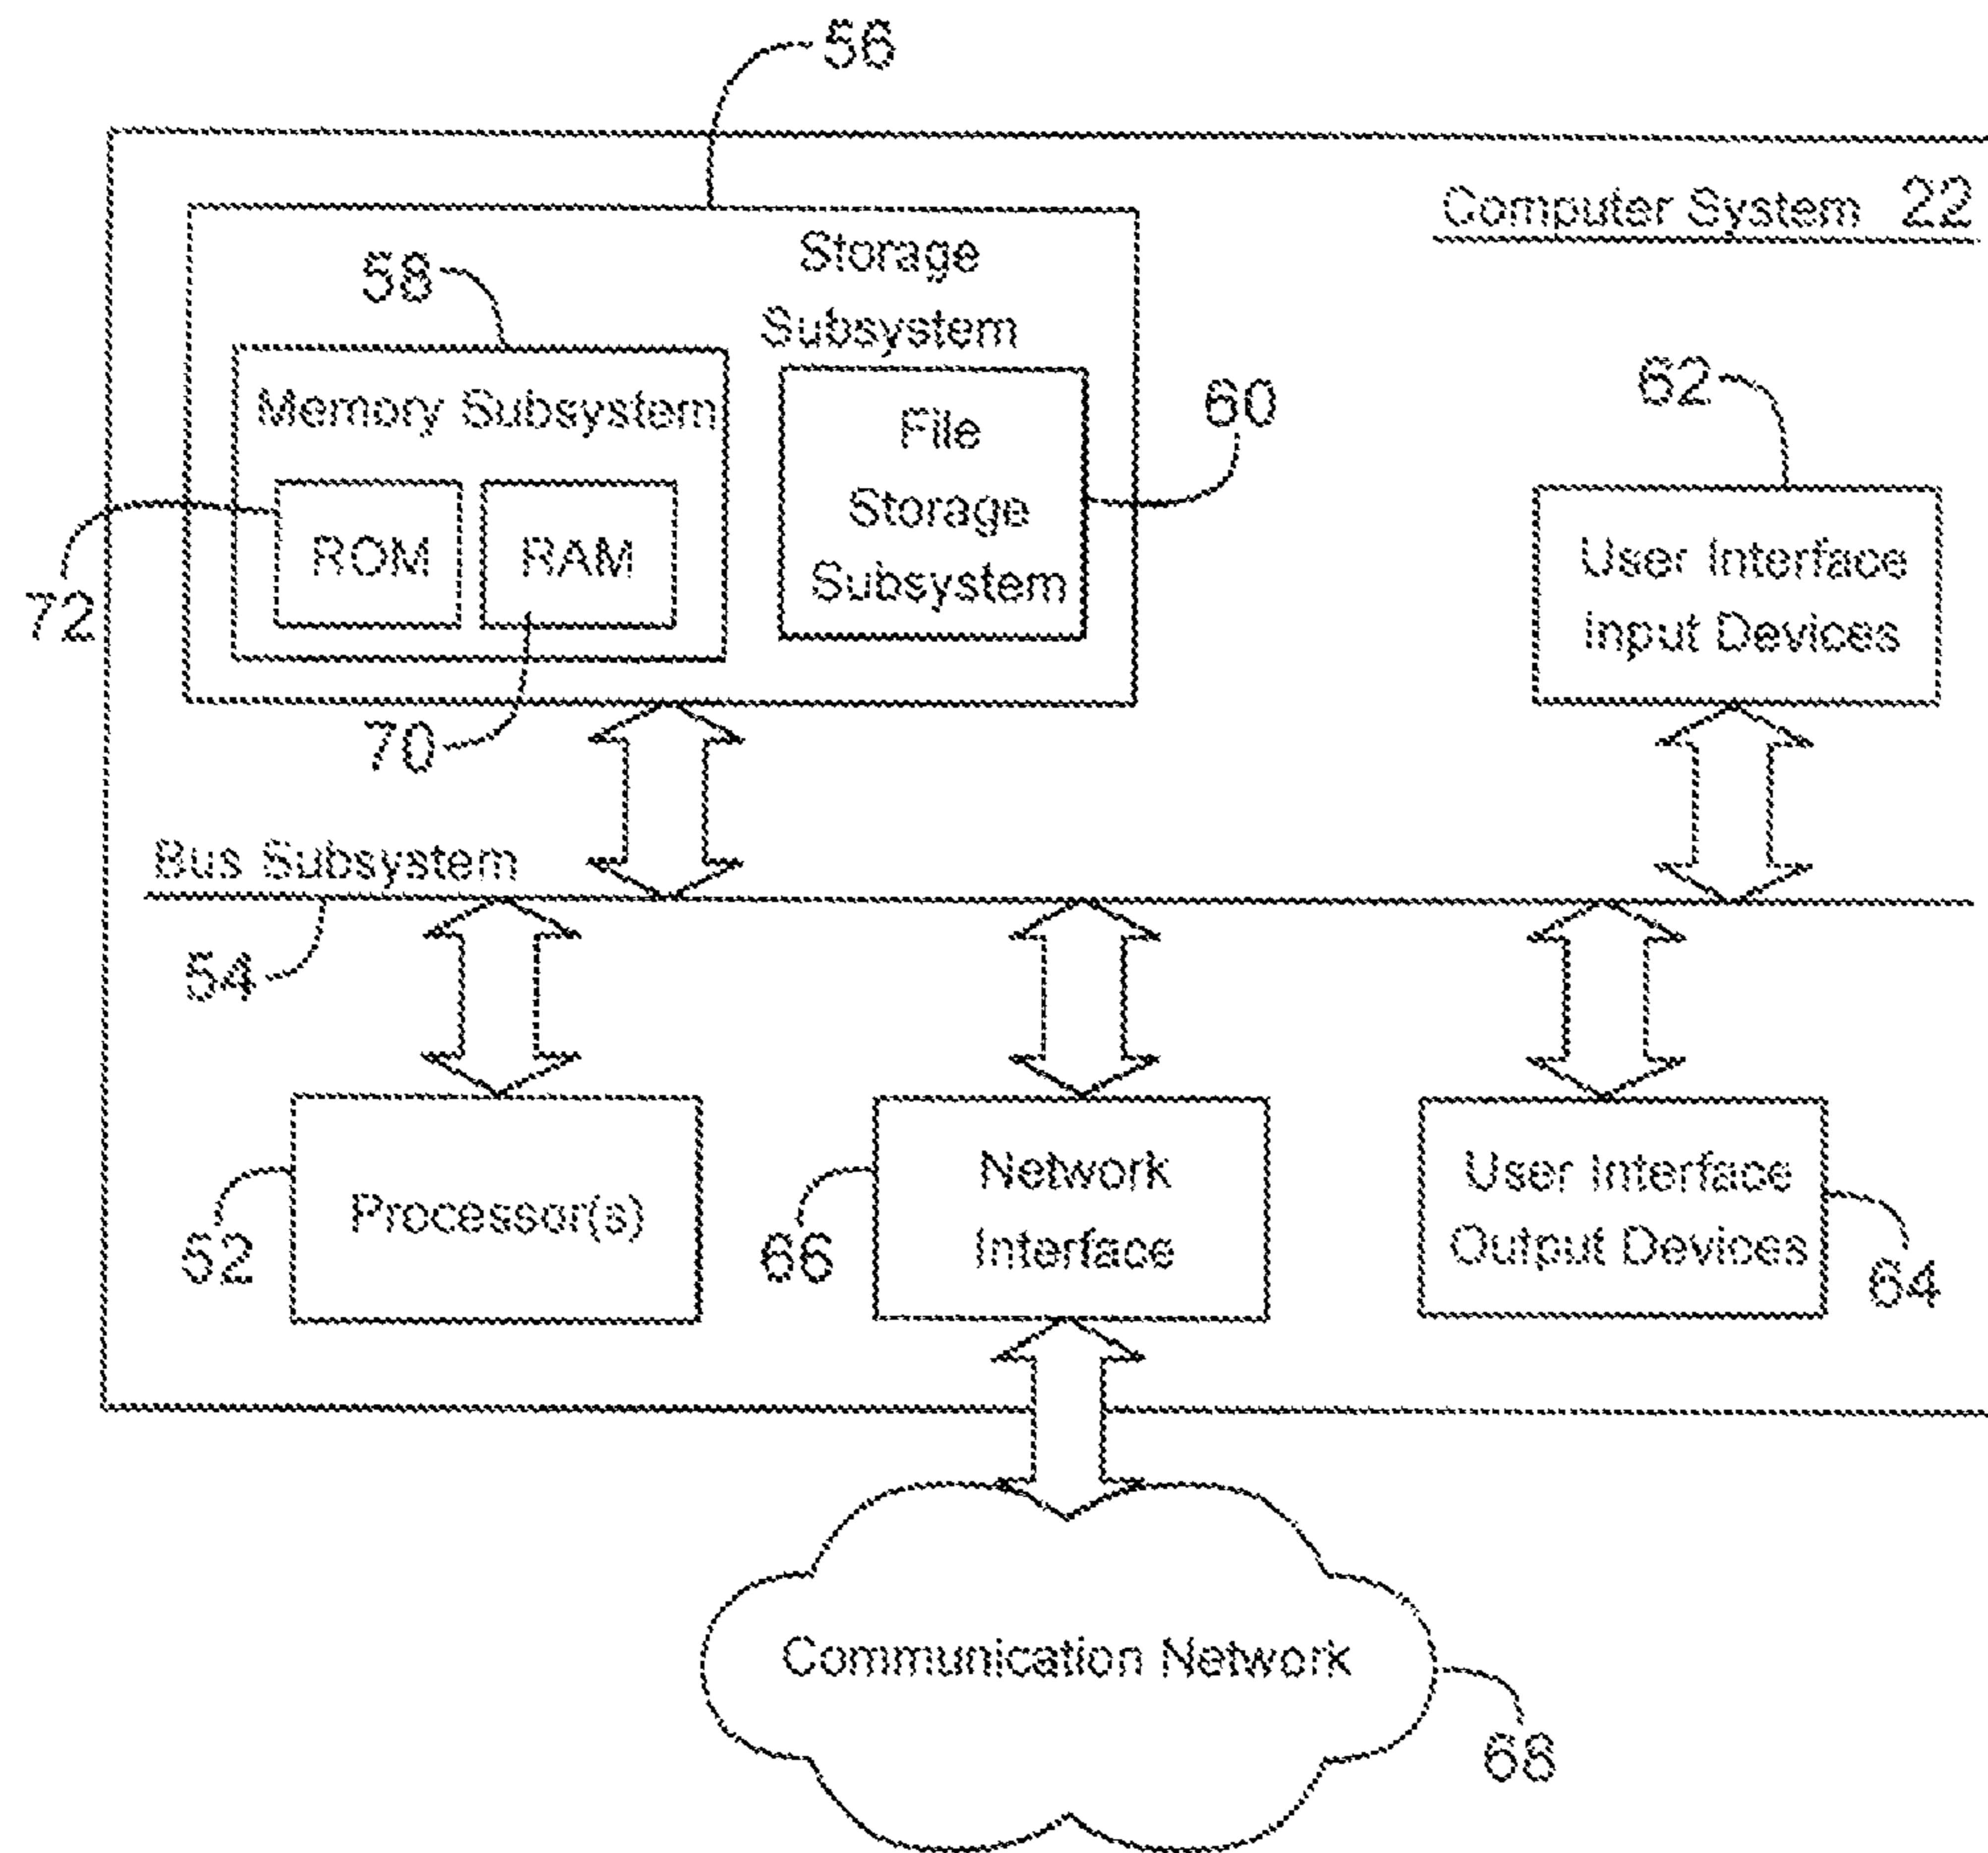 56
Computer System 22
Storage
Subsystem
58
Memory Subsystem
File
Storage
Subsystem
60
62
ROM
RAM
72
User Interface
Input Devices
70
Bus Subsystem
54
Processor(s)
52
Network
Interface
66
User Interface
Output Devices
64
Communication Network
68